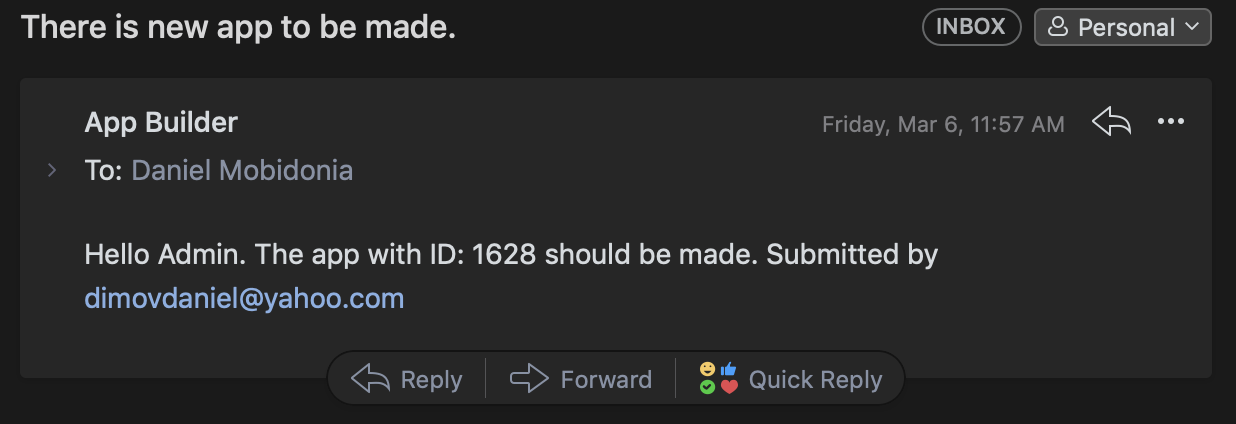 There is new app to be made.
INBOX
Personal
App Builder
Friday, Mar 6, 11:57 AM
To: Daniel Mobidonia
Hello Admin. The app with ID: 1628 should be made. Submitted by
dimovdaniel@yahoo.com
Reply
Forward
Quick Reply